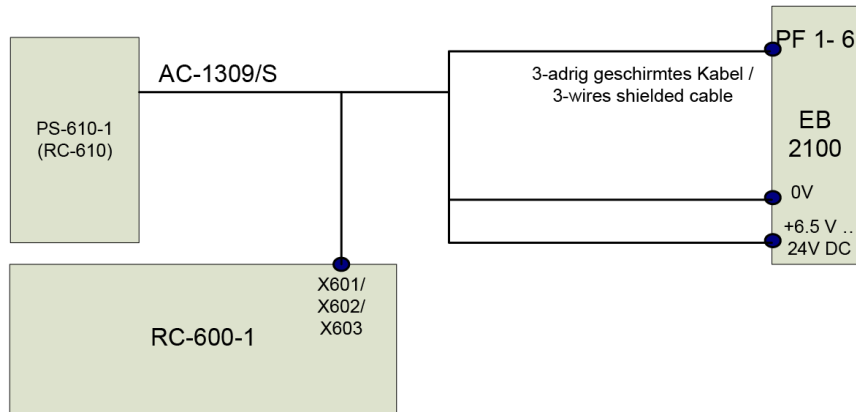 PF 1- 6
AC-1309/S
3-adrig geschirmtes Kabel /
3-wires shielded cable
PS-610-1
(RC-610)
EB
2100
0V
+6.5 V ..
24V DC
X601/
X602/
X603
RC-600-1